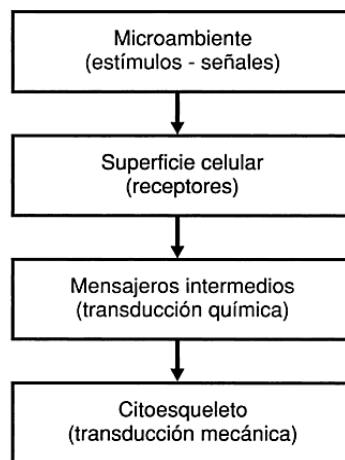 Microambiente
(estímulos - señales)
Superficie celular
(receptores)
Mensajeros intermedios
(transducción química)
Citoesqueleto
(transducción mecánica)